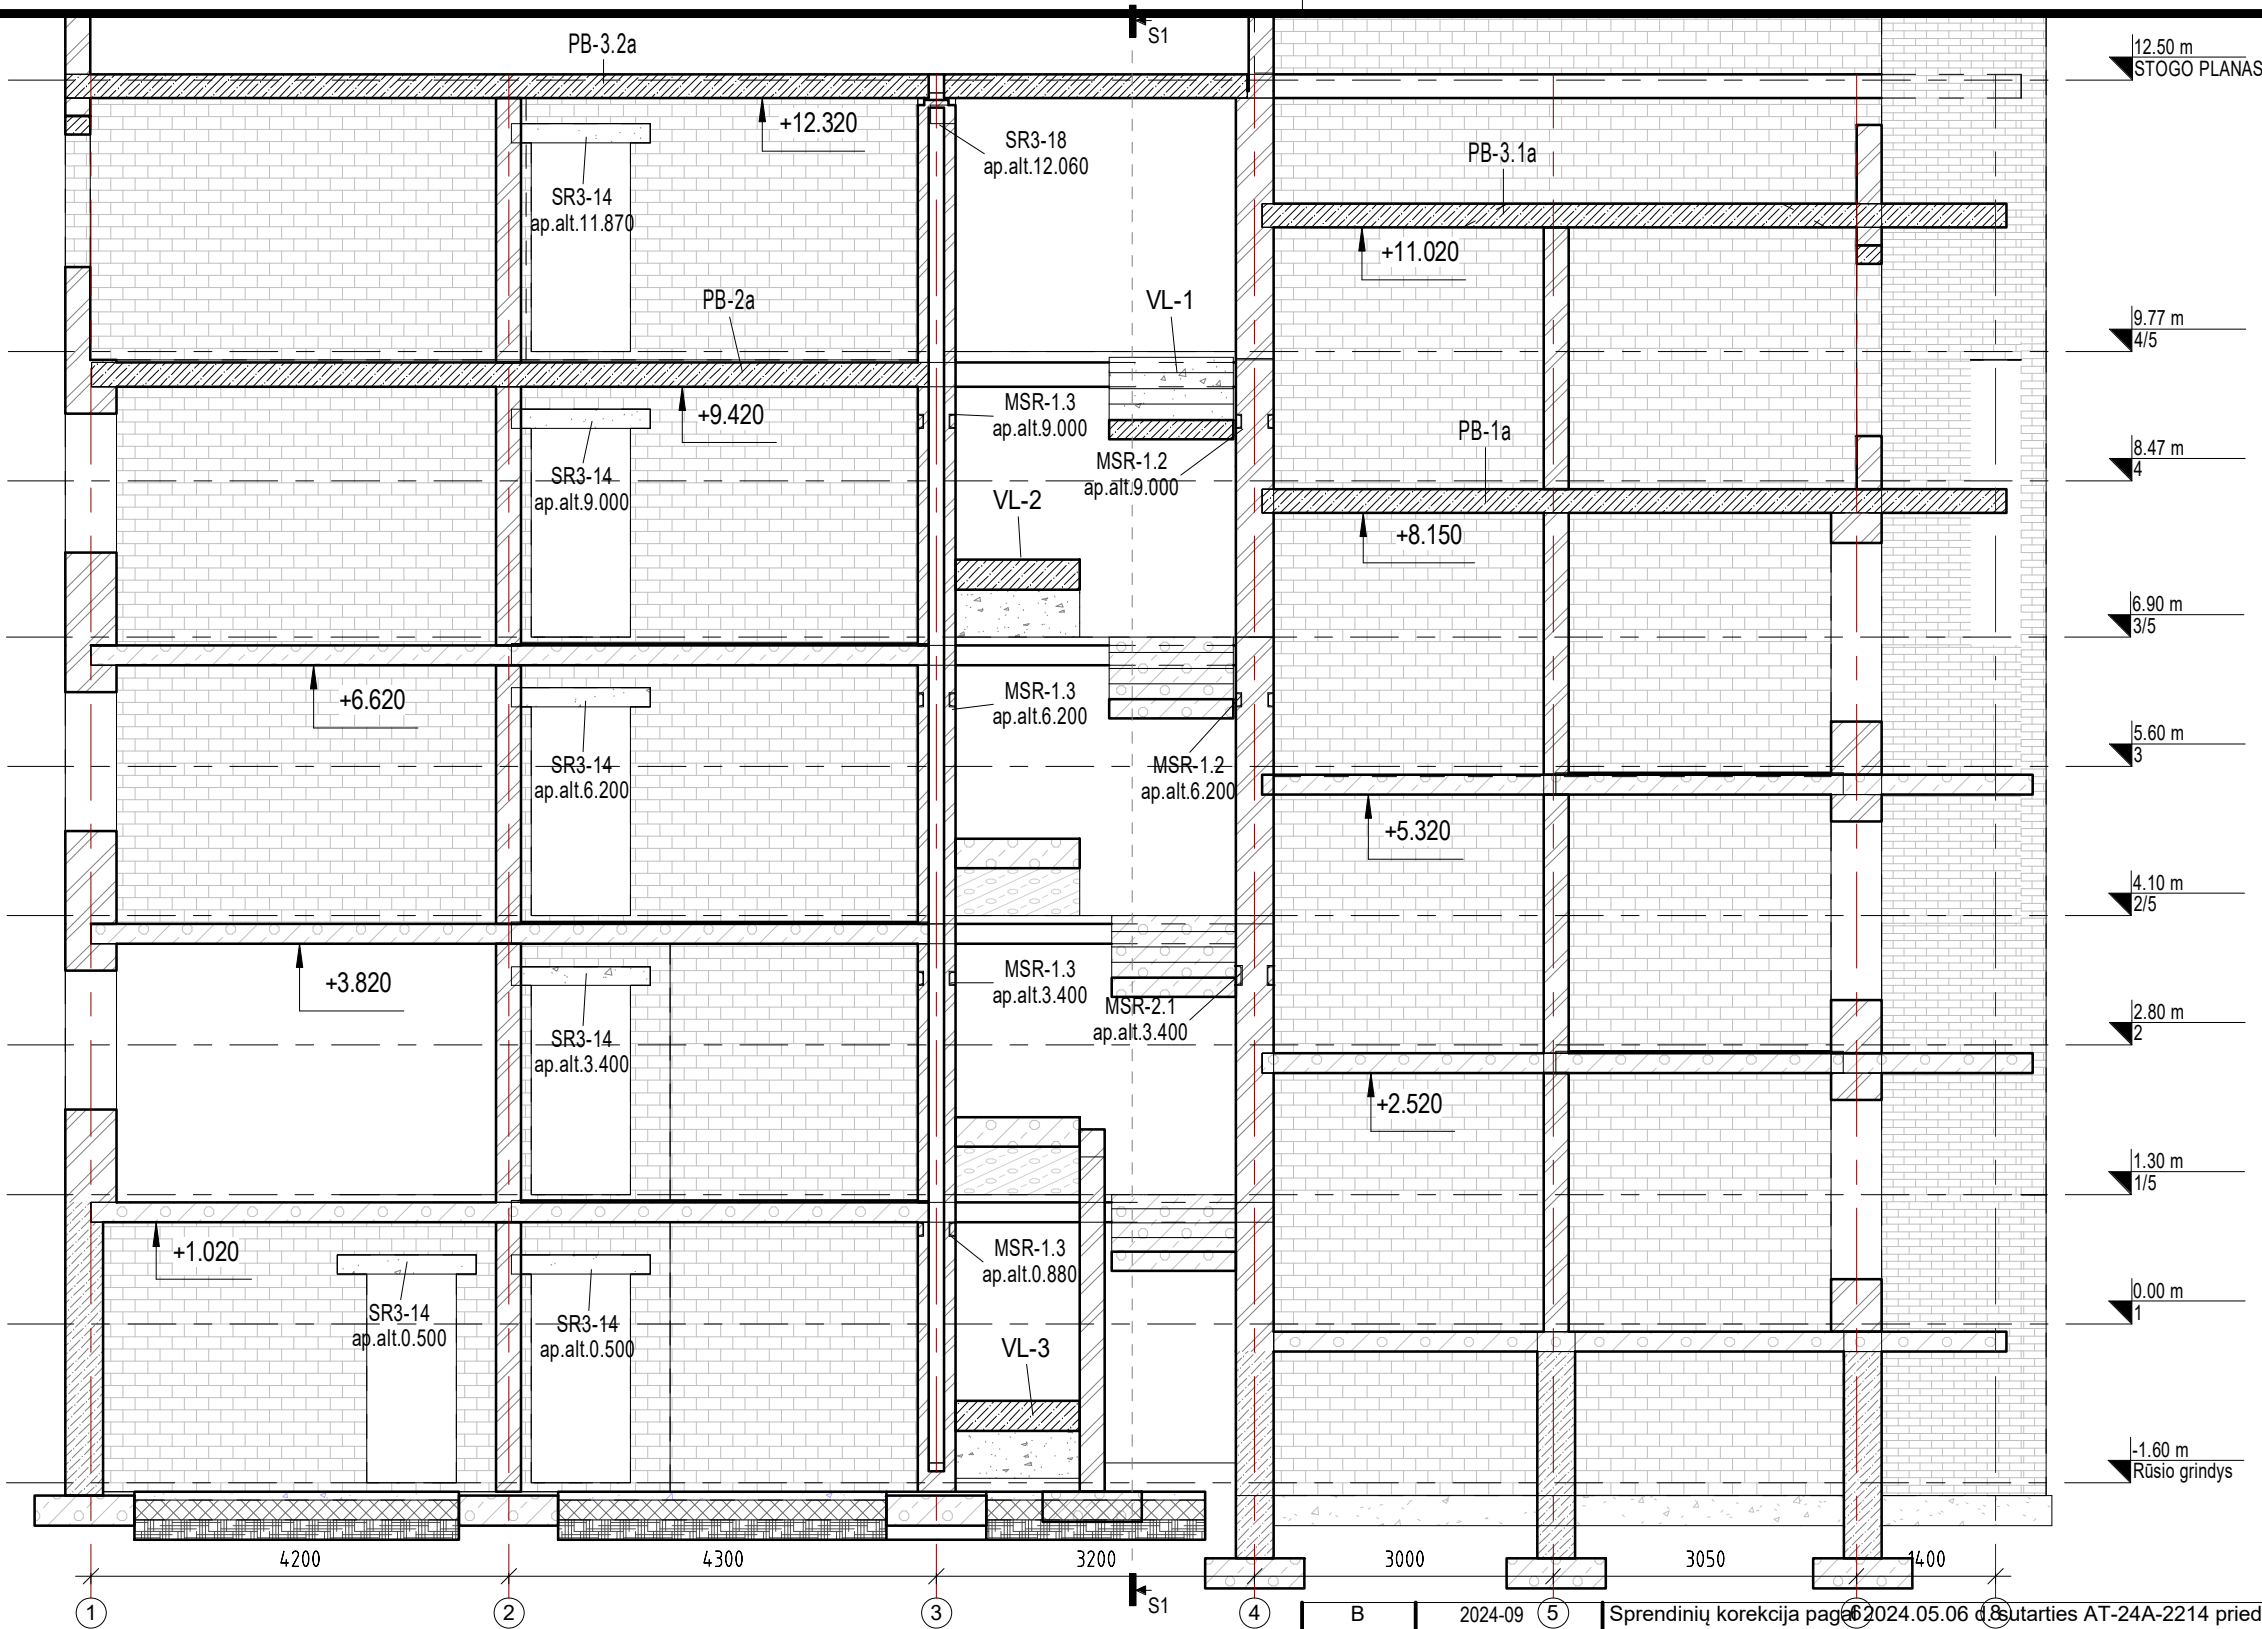 S1
12.50 m
STOGO PLANAS
PB-3.2a
+12.320
SR3-18
ap.alt.12.060
PB-3.1a
SR3-14
ap.alt.11.870
+11.020
PB-2a
VL-1
9.77 m
4/5
+9.420
MSR-1.3
ap.alt.9.000
PB-1a
8.47 m
4
MSR-1.2
ap.alt.9.000
SR3-14
ap.alt.9.000
VL-2
+8.150
6.90 m
3/5
+6.620
MSR-1.3
ap.alt.6.200
5.60 m
3
SR3-14
ap.alt.6.200
MSR-1.2
ap.alt.6.200
+5.320
4.10 m
2/5
+3.820
MSR-1.3
ap.alt.3.400
MSR-2.1
ap.alt.3.400
2.80 m
2
SR3-14
ap.alt.3.400
+2.520
1.30 m
1/5
+1.020
MSR-1.3
ap.alt.0.880
0.00 m
1
SR3-14
ap.alt.0.500
SR3-14
ap.alt.0.500
VL-3
-1.60 m
Rūsio grindys
4200
4300
3200
3000
3050
1400
S1
1
2
3
4
5
6
8
B
2024-09
Sprendinių korekcija pagal 2024.05.06 d. sutarties AT-24A-2214 pried